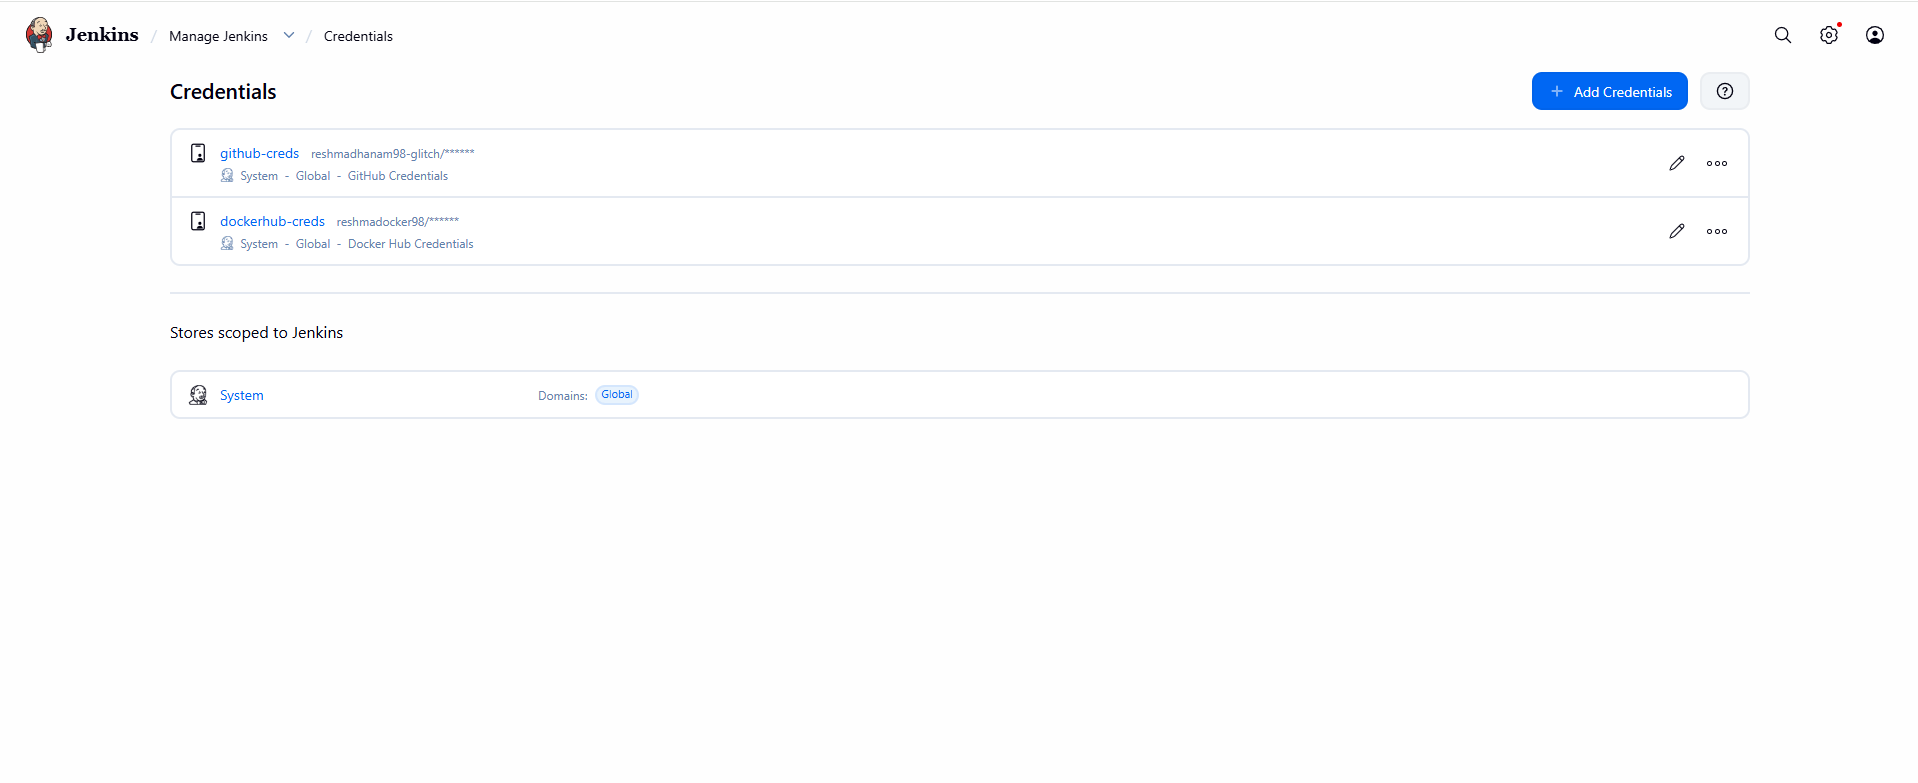 Jenkins / Manage Jenkins / Credentials
Credentials
+ Add Credentials
github-creds reshmadhanam98-glitch/******
System - Global - GitHub Credentials
dockerhub-creds reshmadocker98/******
System - Global - Docker Hub Credentials
Stores scoped to Jenkins
System Domains: Global